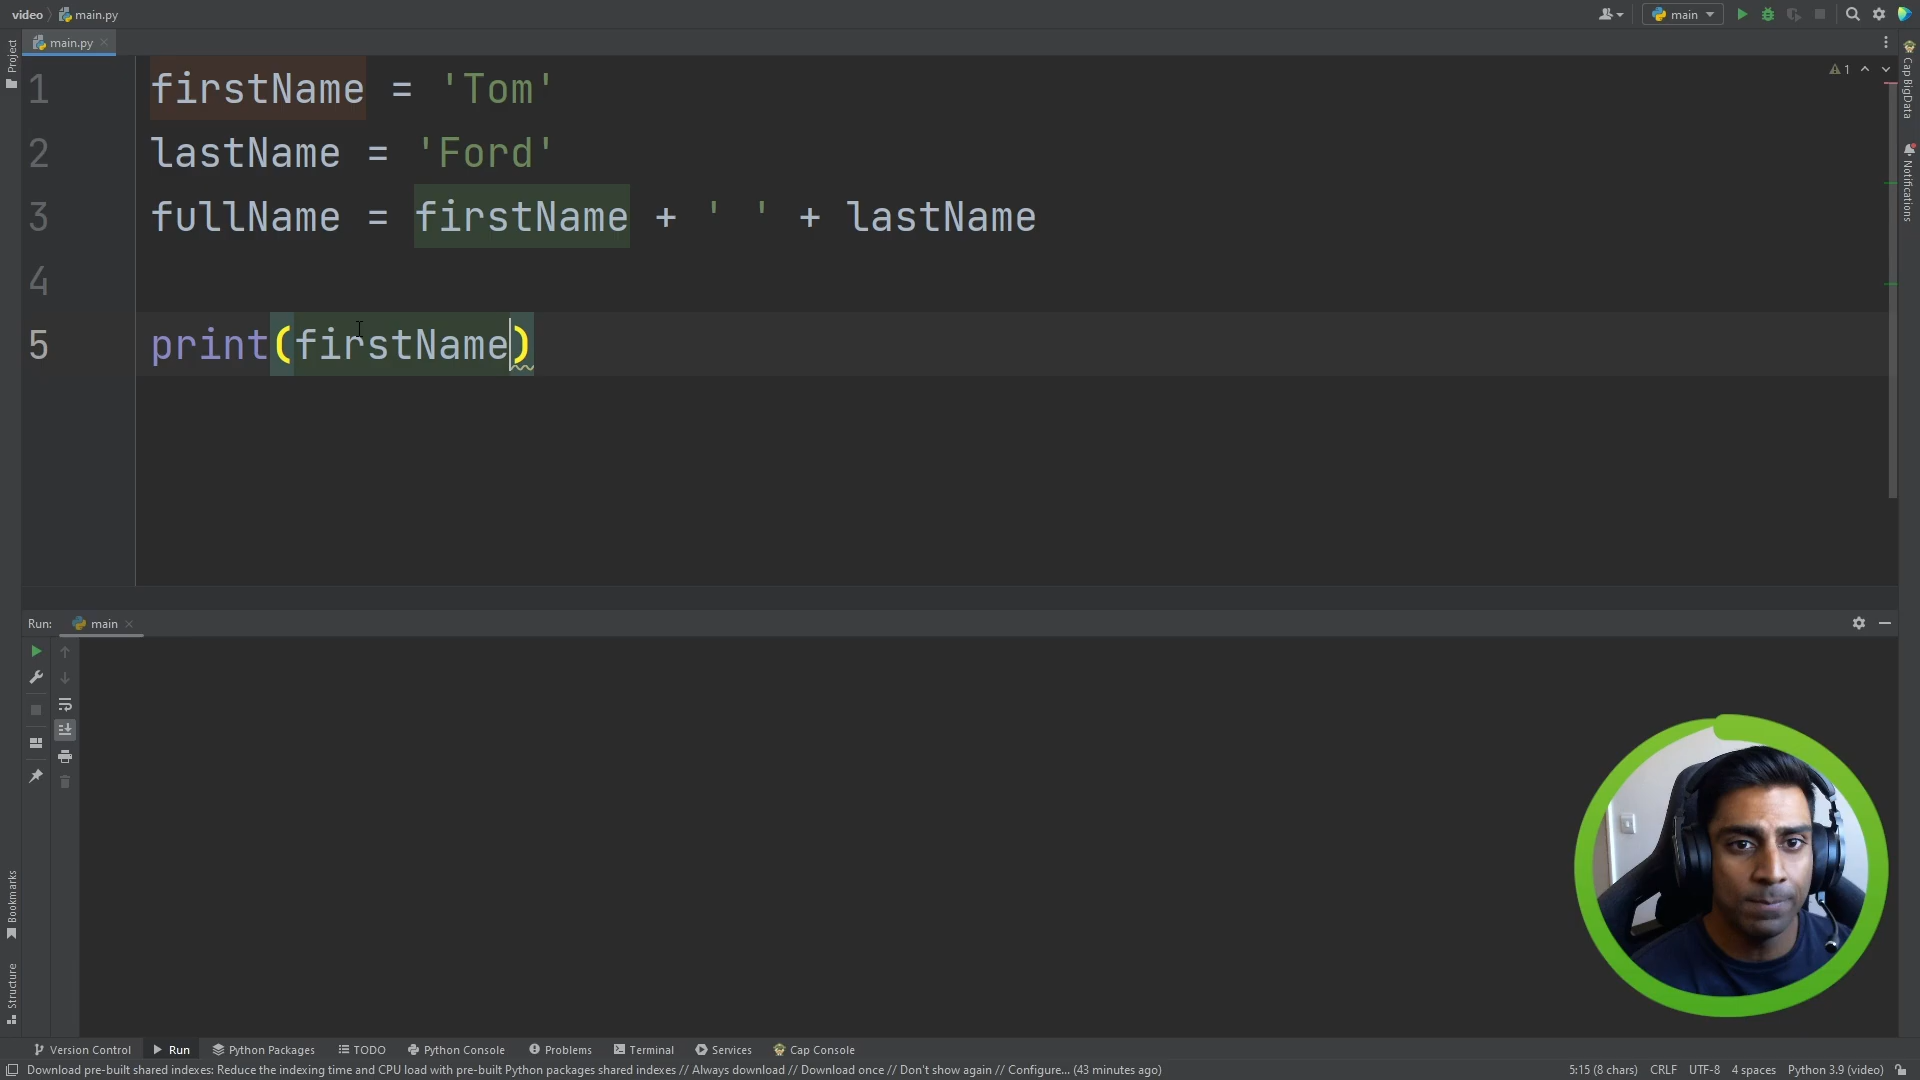 video main.py
main
main.py
Project
1 firstName = 'Tom'
2 lastName = 'Ford'
3 fullName = firstName + ' ' + lastName
4
5 print(firstName)
1
Cap BigData
Notifications
Run: main
Bookmarks
Structure
Version Control Run Python Packages TODO Python Console Problems Terminal Services Cap Console
Download pre-built shared indexes: Reduce the indexing time and CPU load with pre-built Python packages shared indexes // Always download // Download once // Don't show again // Configure... (43 minutes ago) 5:15 (8 chars) CRLF UTF-8 4 spaces Python 3.9 (video)